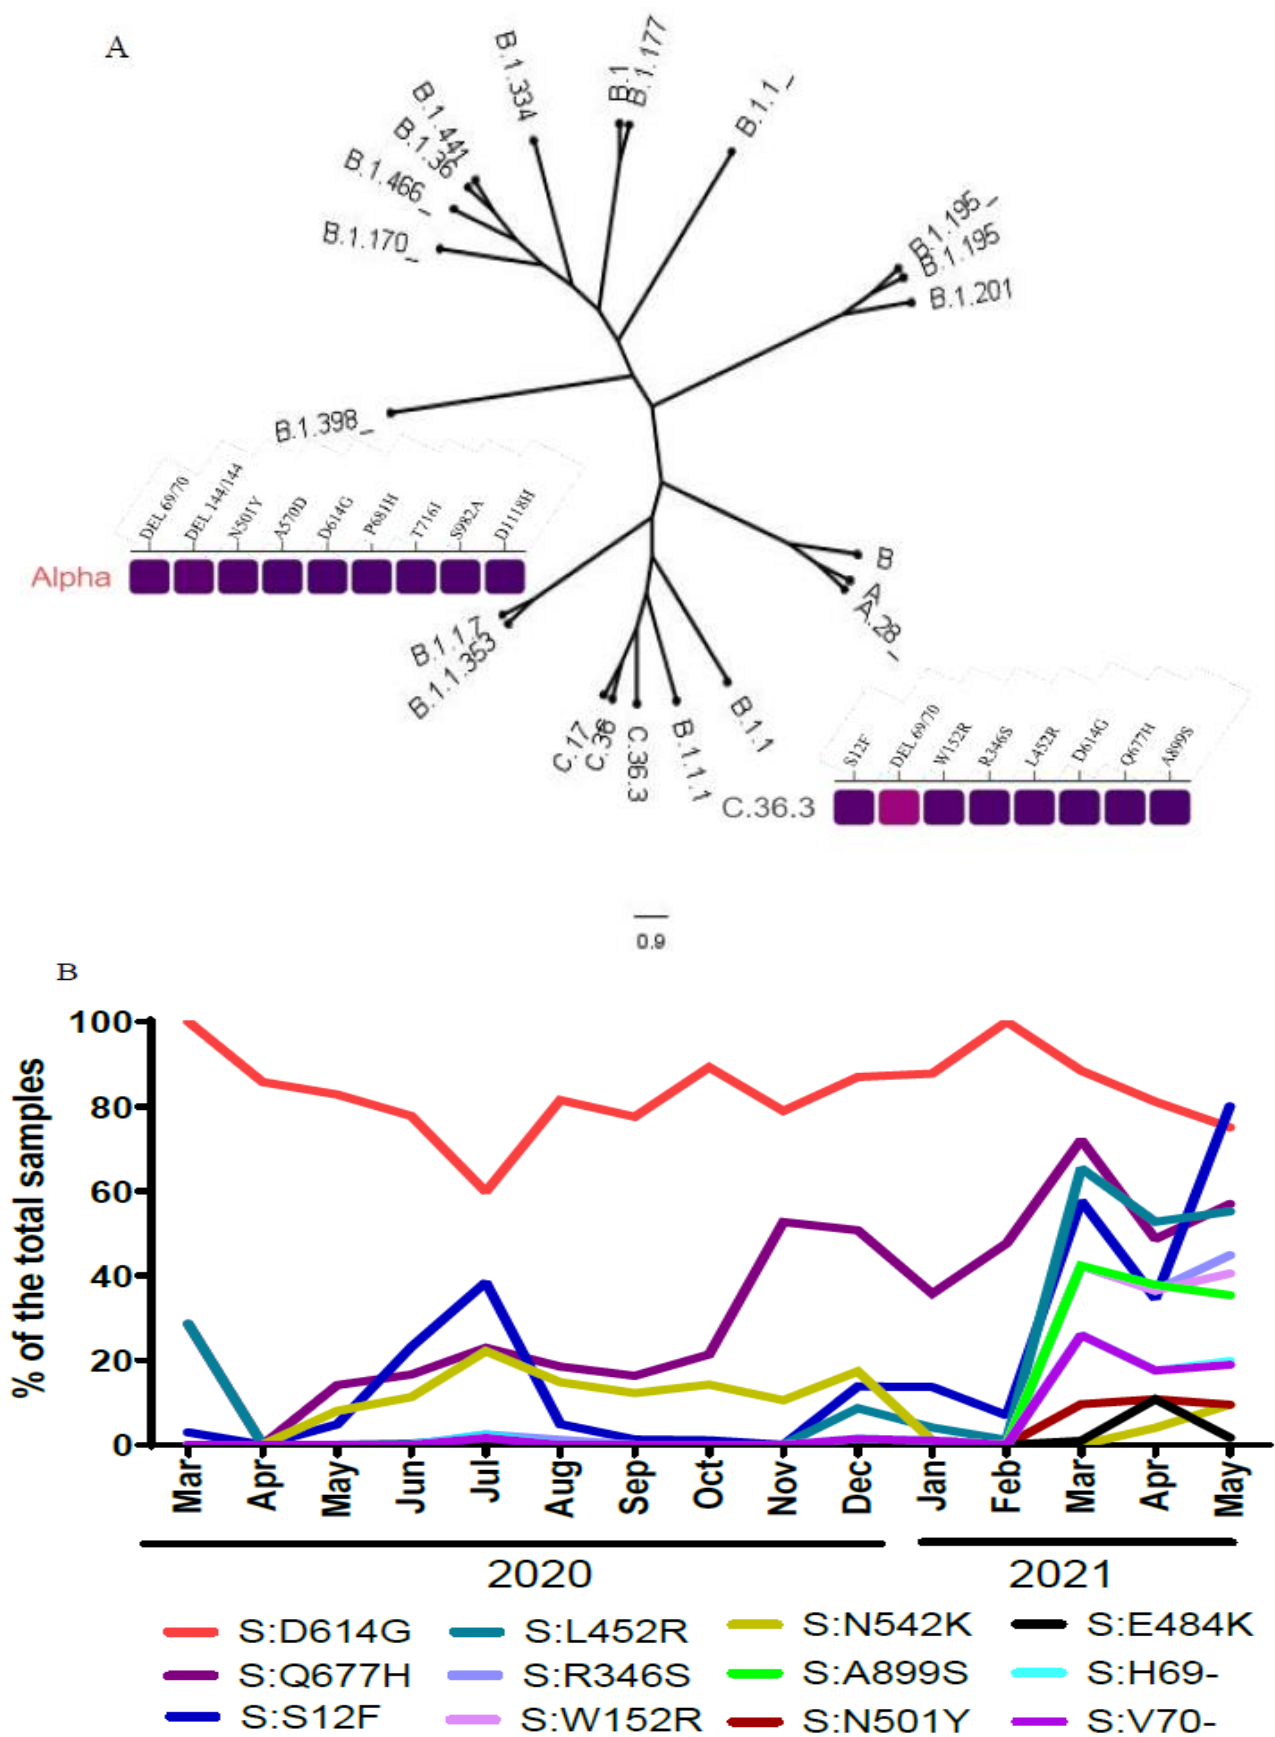 A
B.1.334
B.1
B.1.177
B.1.1_
B.1.441
B.1.36
B.1.466_
B.1.170_
B.1.195_
B.1.195
B.1.201
B.1.398_
DEL 69/70
DEL 144/144
N501Y
A570D
D614G
P681H
T716I
S982A
D1118H
Alpha
B
A
A.28_
B.1.1.7
B.1.1.353
C.17
C.36
C.36.3
B.1.1.1
B.1.1
S12F
DEL 69/70
W152R
R346S
L452R
D614G
Q677H
A899S
C.36.3
0.9
B
% of the total samples
100
80
60
40
20
0
Mar Apr May Jun Jul Aug Sep Oct Nov Dec Jan Feb Mar Apr May
2020 2021
S:D614G S:L452R S:N542K S:E484K
S:Q677H S:R346S S:A899S S:H69-
S:S12F S:W152R S:N501Y S:V70-